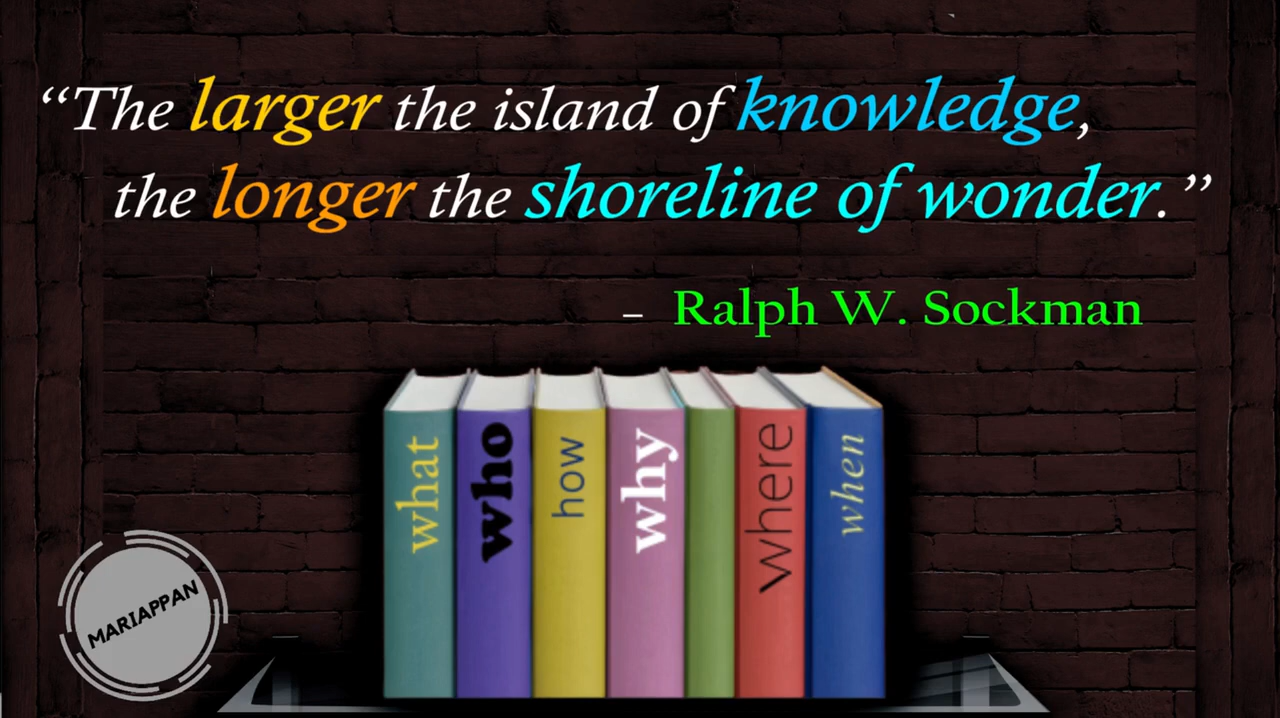 “The larger the island of knowledge,
the longer the shoreline of wonder.”
– Ralph W. Sockman
what
who
how
why
where
when
MARIAPPAN